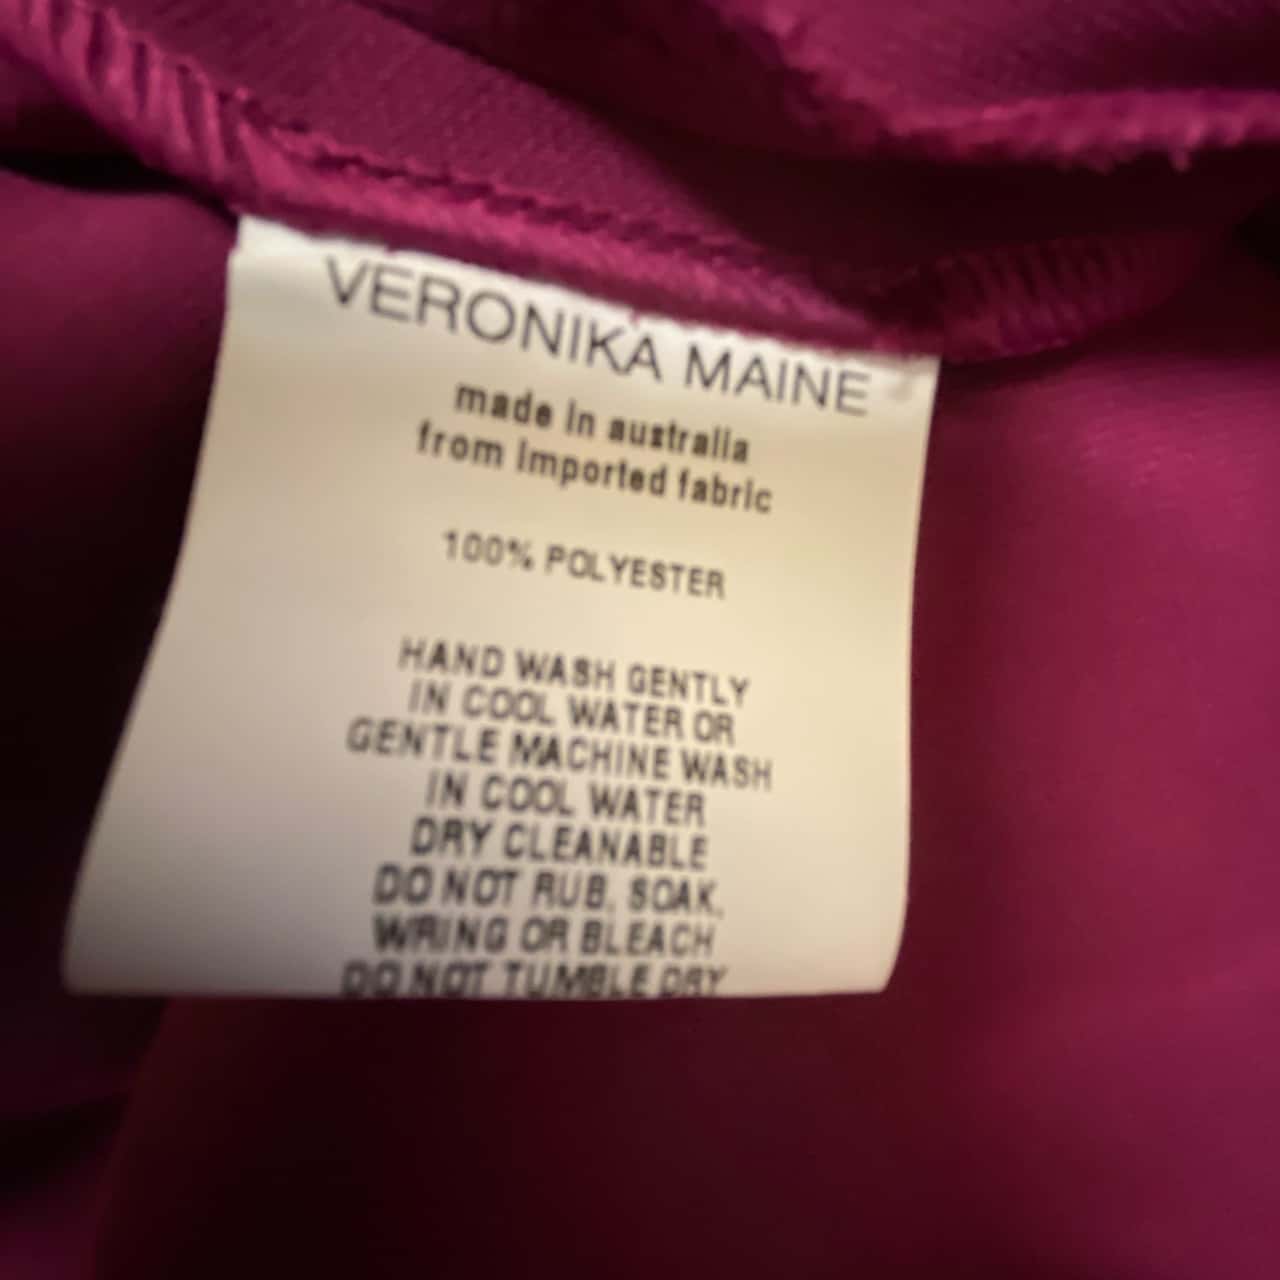 VERONIKA MAINE
made in australia
from imported fabric
100% POLYESTER
HAND WASH GENTLY
IN COOL WATER OR
GENTLE MACHINE WASH
IN COOL WATER
DRY CLEANABLE
DO NOT RUB, SOAK,
WRING OR BLEACH
DO NOT TUMBLE DRY